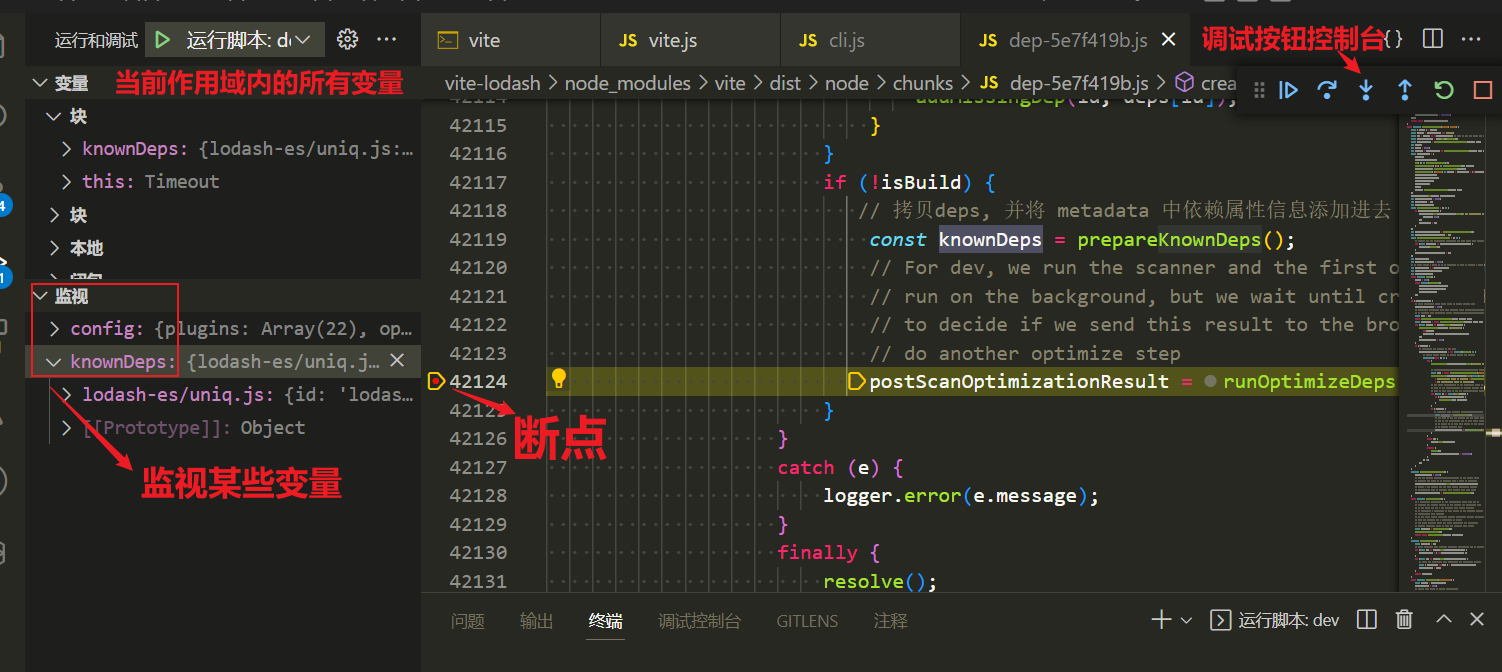 运行和调试 运行脚本: de
vite
JS vite.js
JS cli.js
JS dep-5e7f419b.js
调试按钮控制台
变量 当前作用域内的所有变量
块
knownDeps: {lodash-es/uniq.js:…
this: Timeout
块
本地
闭包
监视
config: {plugins: Array(22), op…
knownDeps: {lodash-es/uniq.j…
lodash-es/uniq.js: {id: 'lodas…
[[Prototype]]: Object
监视某些变量
vite-lodash > node_modules > vite > dist > node > chunks > JS dep-5e7f419b.js > crea
42114 addMissingDep(id, deps[id]);
42115 }
42116 }
42117 if (!isBuild) {
42118 // 拷贝deps, 并将 metadata 中依赖属性信息添加进去
42119 const knownDeps = prepareKnownDeps();
42120 // For dev, we run the scanner and the first o
42121 // run on the background, but we wait until cr
42122 // to decide if we send this result to the bro
42123 // do another optimize step
42124 postScanOptimizationResult = runOptimizeDeps
42125 }
断点
42126 }
42127 catch (e) {
42128 logger.error(e.message);
42129 }
42130 finally {
42131 resolve();
问题 输出 终端 调试控制台 GITLENS 注释
运行脚本: dev